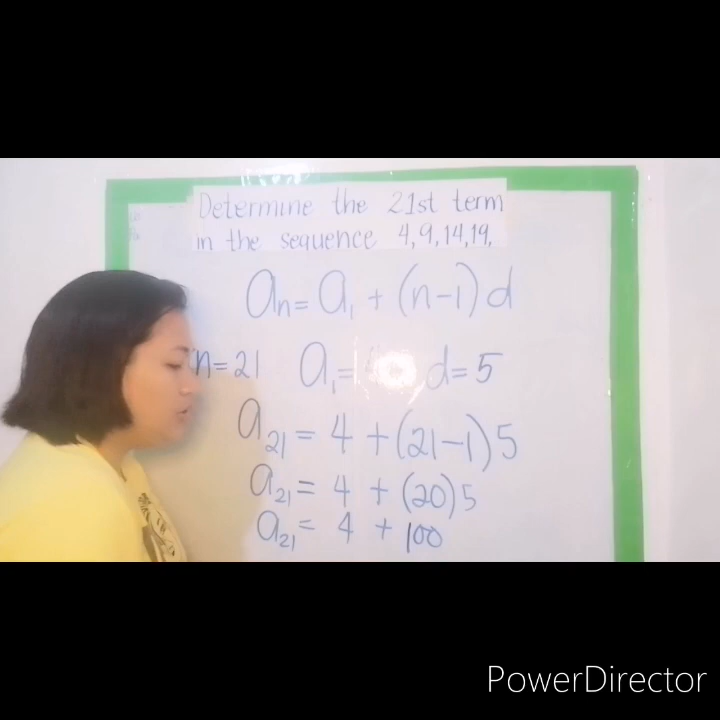 Determine the 21st term
in the sequence 4,9,14,19,
an = a1 + (n-1) d
n=21 a1= d=5
a21 = 4 + (21-1)5
a21 = 4 + (20)5
a21 = 4 + 100
PowerDirector